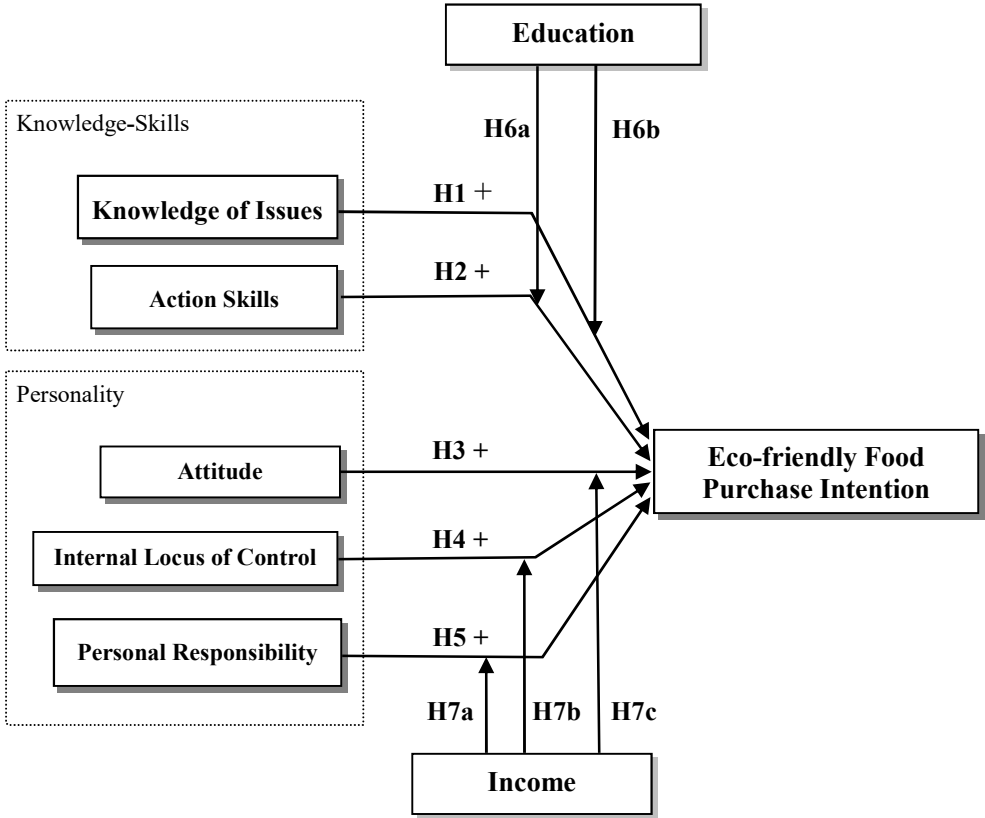 Education
H6a
H6b
Knowledge-Skills
Knowledge of Issues
H1 +
Action Skills
H2 +
Personality
Attitude
H3 +
Internal Locus of Control
H4 +
Personal Responsibility
H5 +
Eco-friendly Food
Purchase Intention
H7a
H7b
H7c
Income